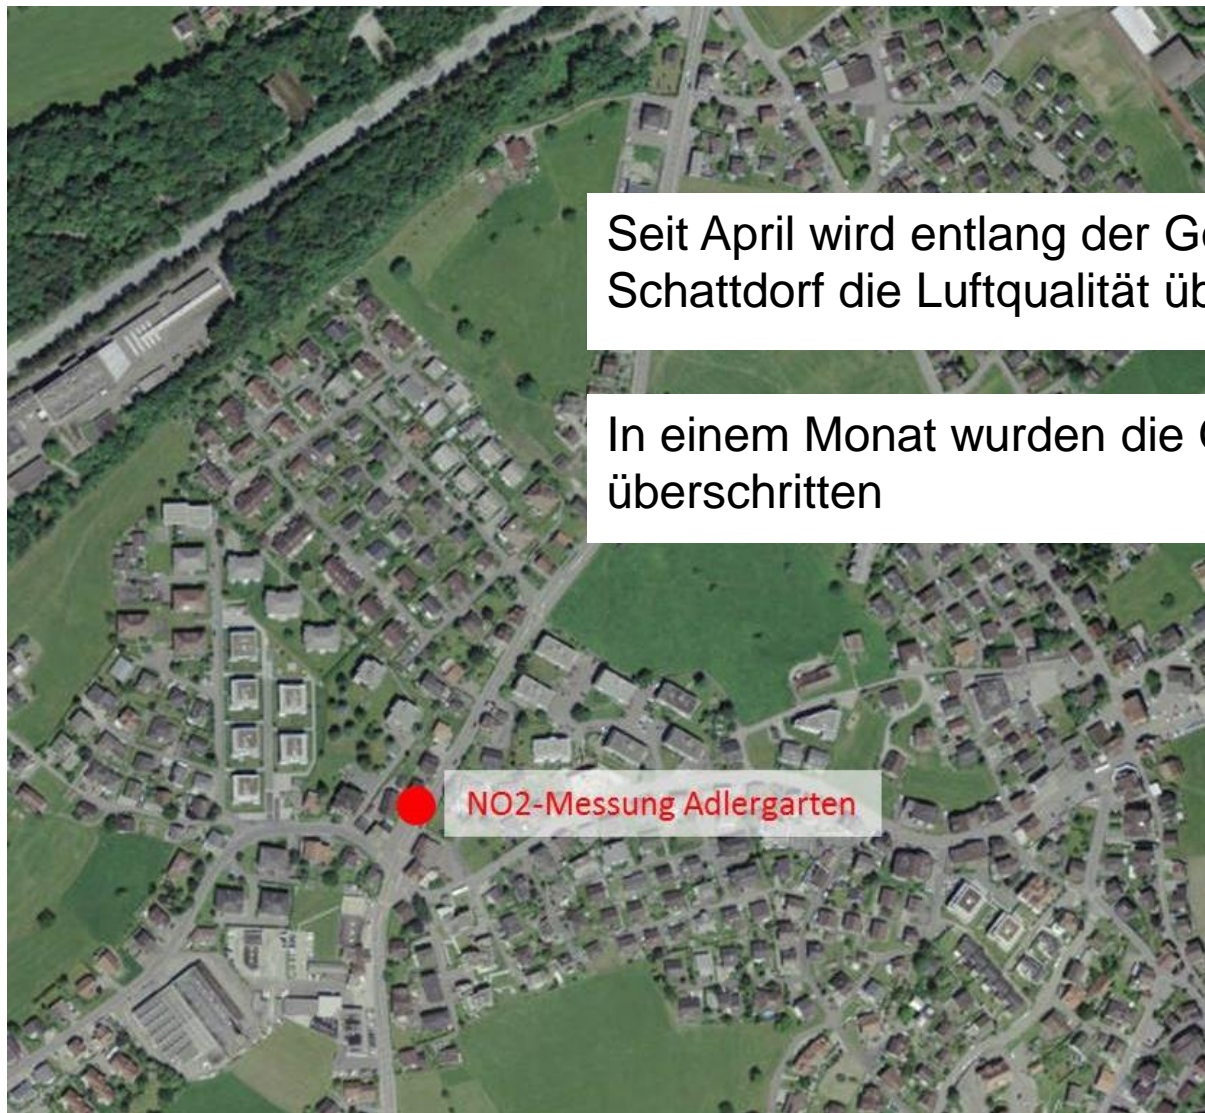 Seit April wird entlang der
Schattdorf die Luftqualität
In einem Monat wurden die
überschritten
NO2-Messung Adlergarten